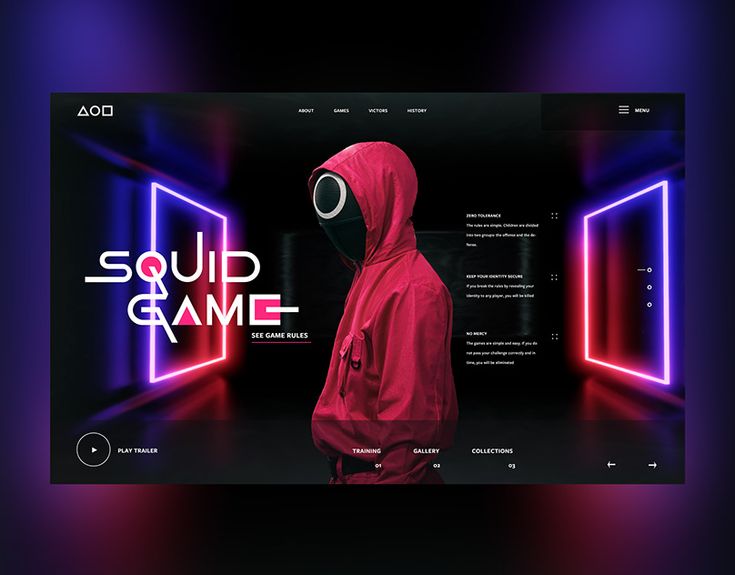 ABOUT GAMES VICTORS HISTORY
MENU
SQUID
GAME
SEE GAME RULES
ZERO TOLERANCE
The rules are simple. Children are divided
into two groups- the offense and the de-
fense.
KEEP YOUR IDENTITY SECURE
If you break the rules by revealing your
identity to any player, you will be killed
NO MERCY
The games are simple and easy. If you do
not pass your challenge correctly and in
time, you will be eliminated
PLAY TRAILER
TRAINING GALLERY COLLECTIONS
01 02 03